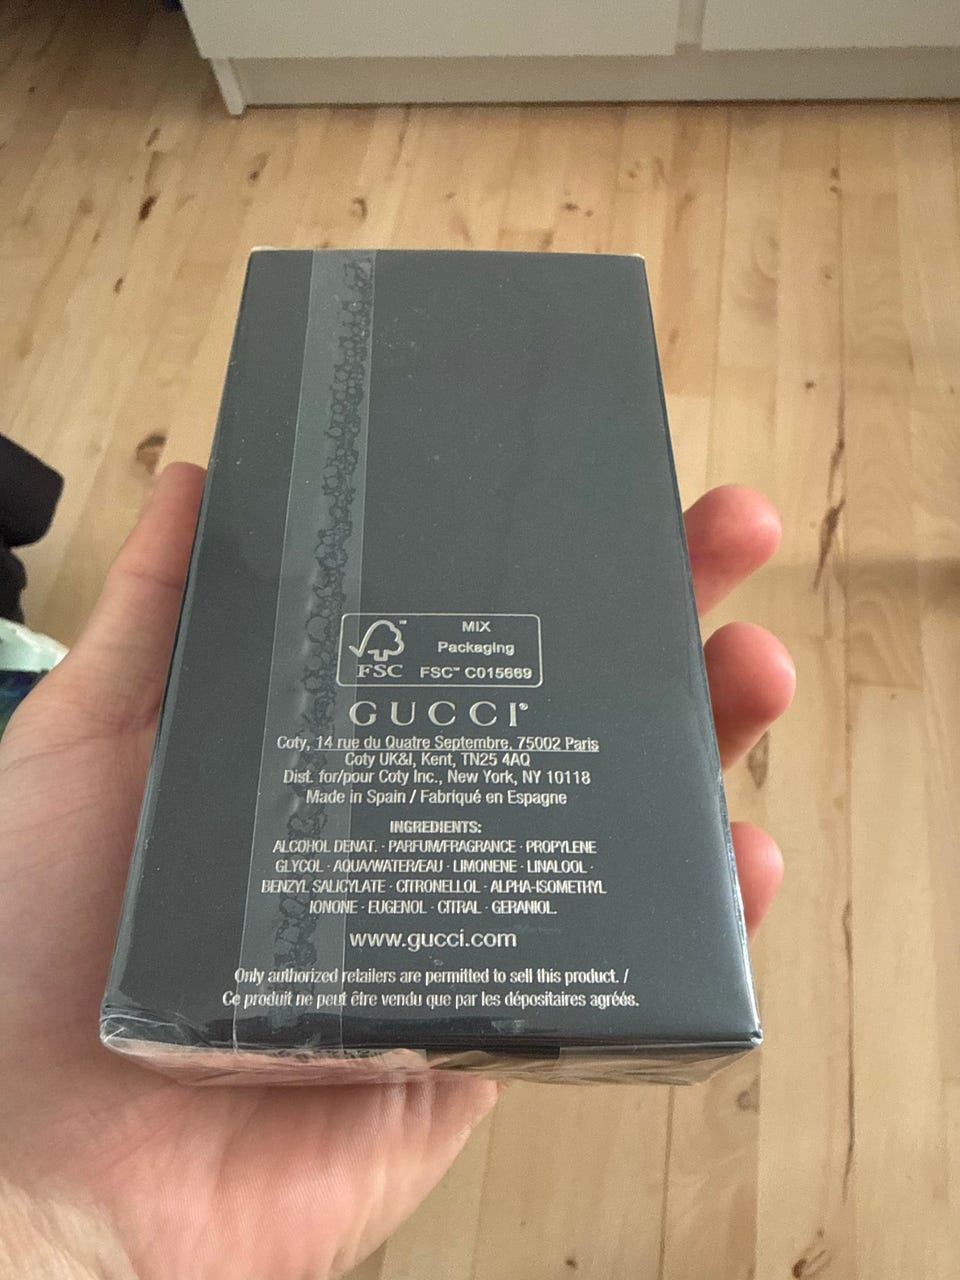 MIX
Packaging
FSC™ FSC™ C015669
GUCCI®
Coty, 14 rue du Quatre Septembre, 75002 Paris
Coty UK&I, Kent, TN25 4AQ
Dist. for/pour Coty Inc., New York, NY 10118
Made in Spain / Fabriqué en Espagne
INGREDIENTS:
ALCOHOL DENAT. · PARFUM/FRAGRANCE · PROPYLENE
GLYCOL · AQUA/WATER/EAU · LIMONENE · LINALOOL ·
BENZYL SALICYLATE · CITRONELLOL · ALPHA-ISOMETHYL
IONONE · EUGENOL · CITRAL · GERANIOL.
www.gucci.com
Only authorized retailers are permitted to sell this product. /
Ce produit ne peut être vendu que par les dépositaires agréés.